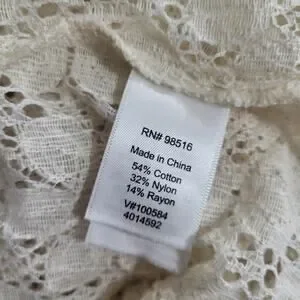 RN# 98516
Made in China
54% Cotton
32% Nylon
14% Rayon
V#100584
4014592